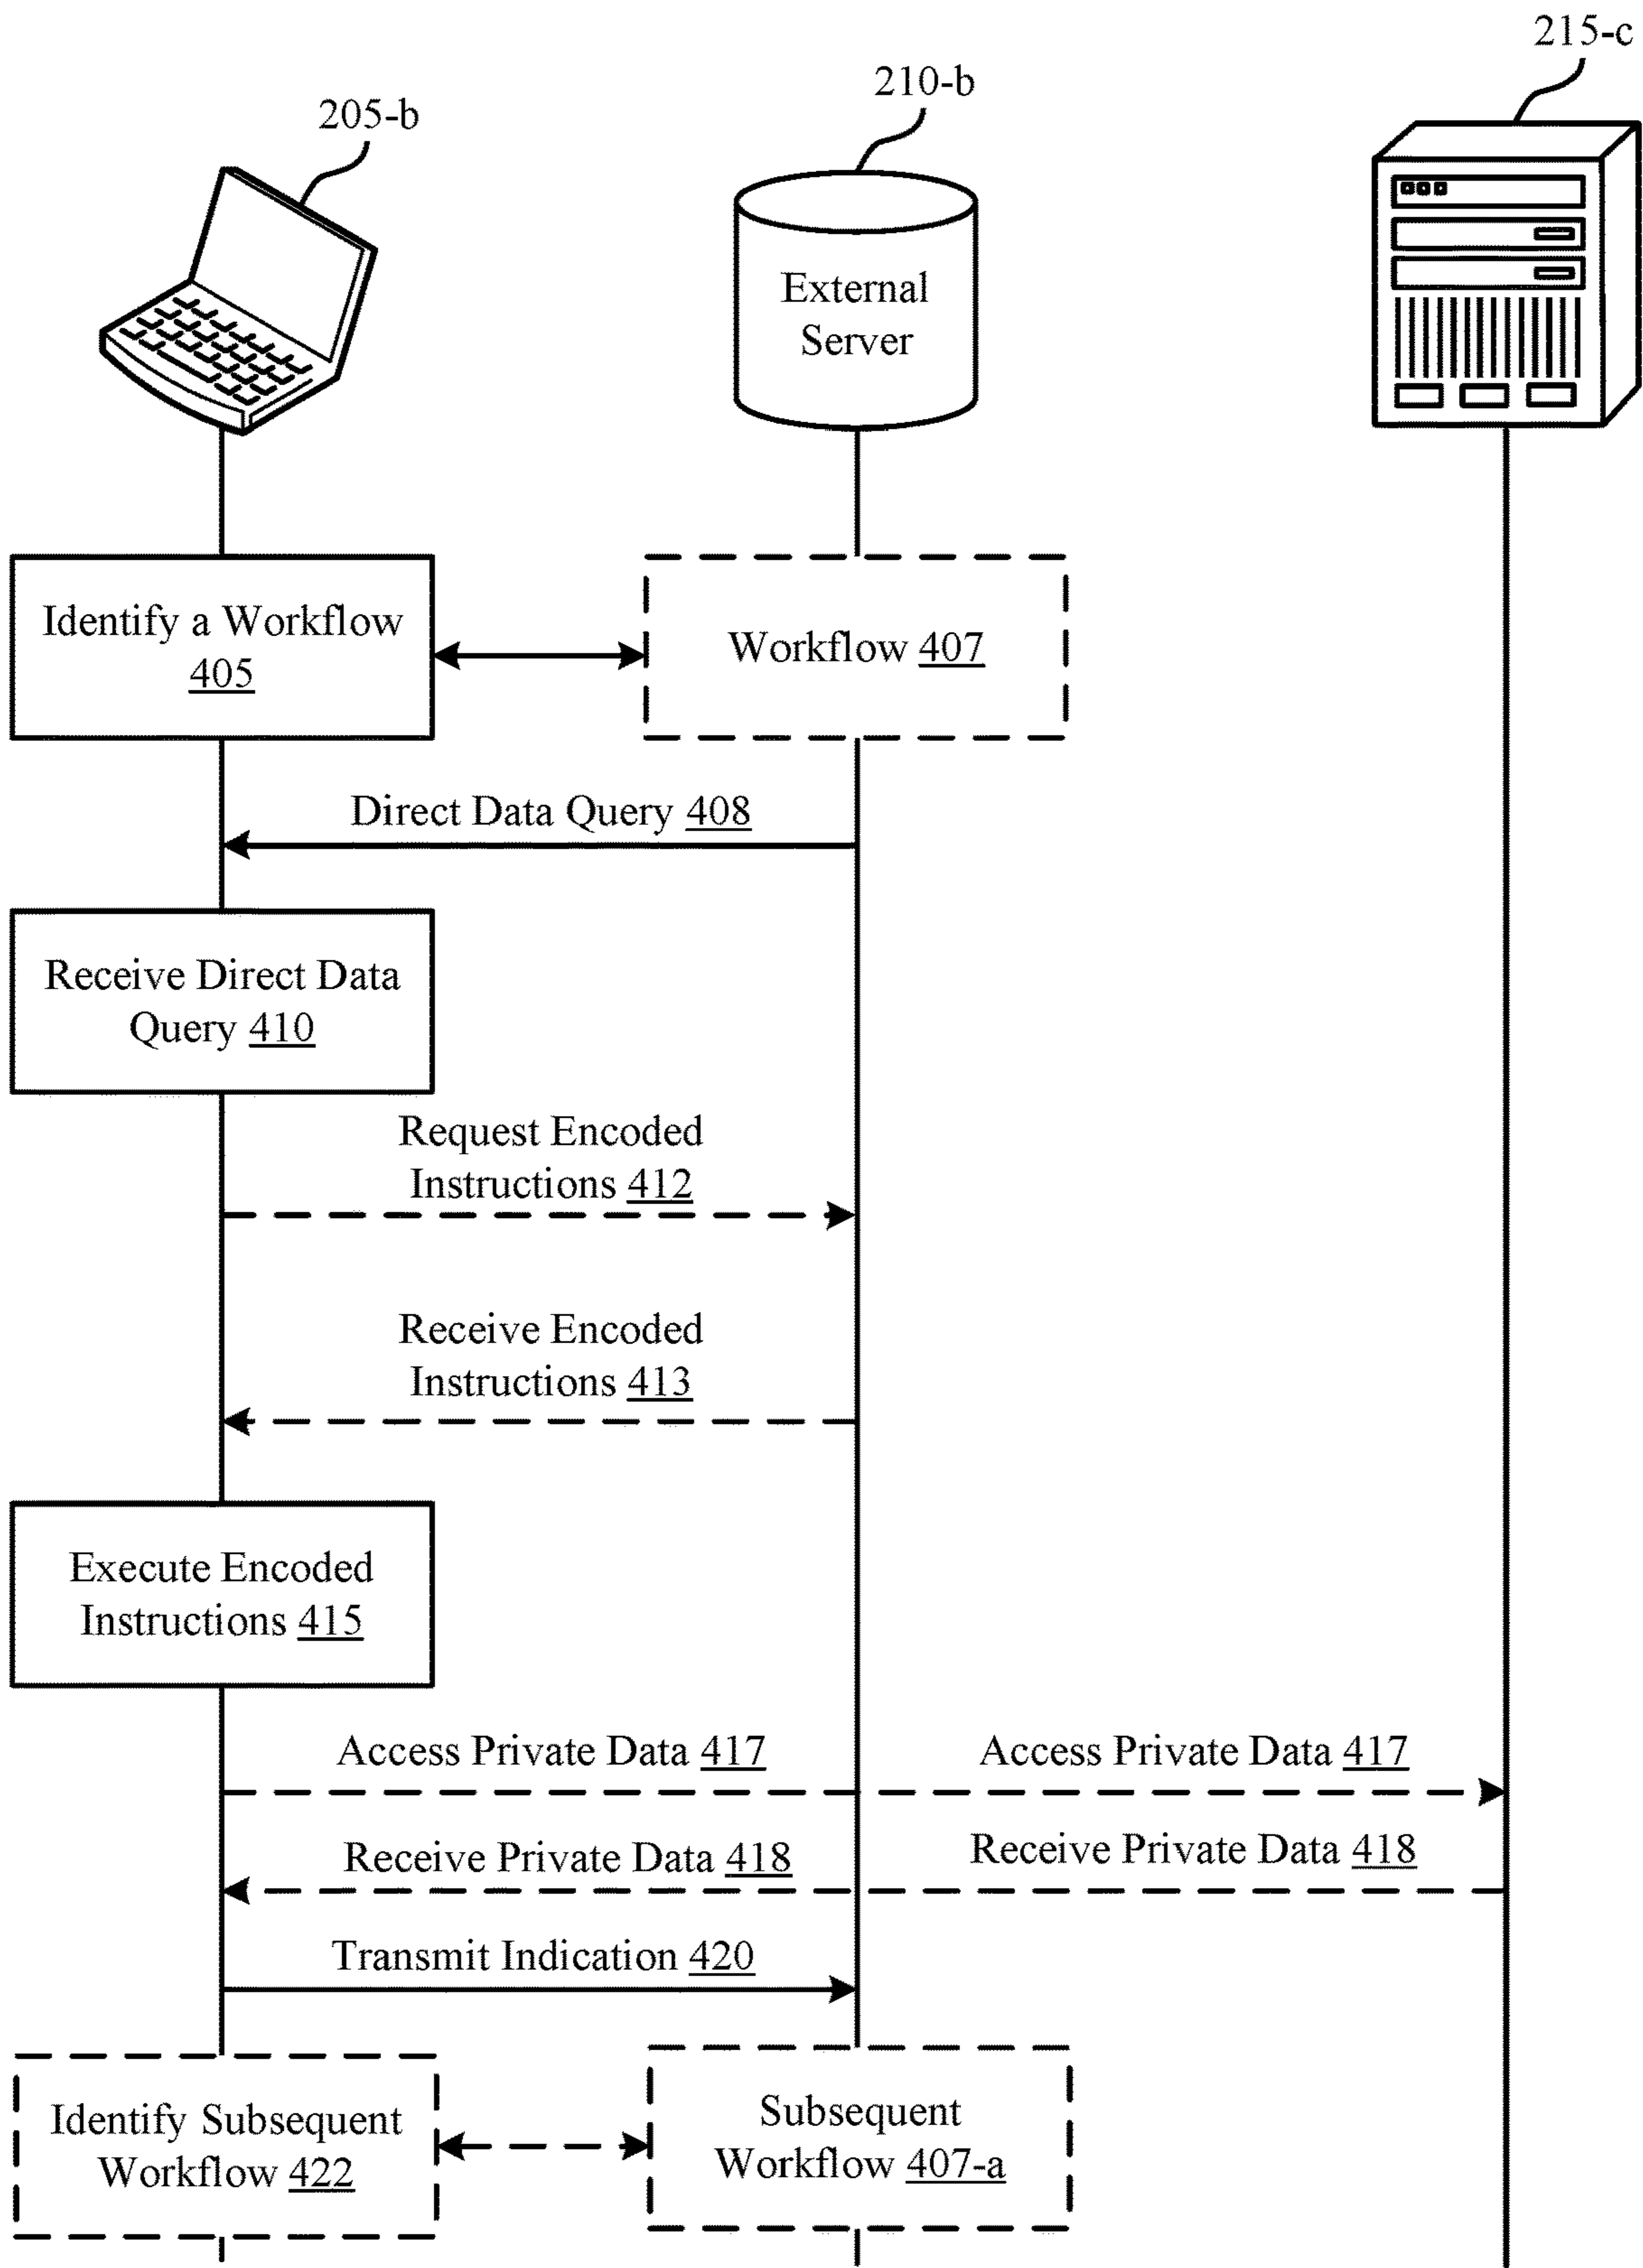 215-c
210-b
205-b
External
Server
Identify a Workflow
405
Workflow 407
Direct Data Query 408
Receive Direct Data
Query 410
Request Encoded
Instructions 412
Receive Encoded
Instructions 413
Execute Encoded
Instructions 415
Access Private Data 417
Access Private Data 417
Receive Private Data 418
Receive Private Data 418
Transmit Indication 420
Identify Subsequent
Workflow 422
Subsequent
Workflow 407-a